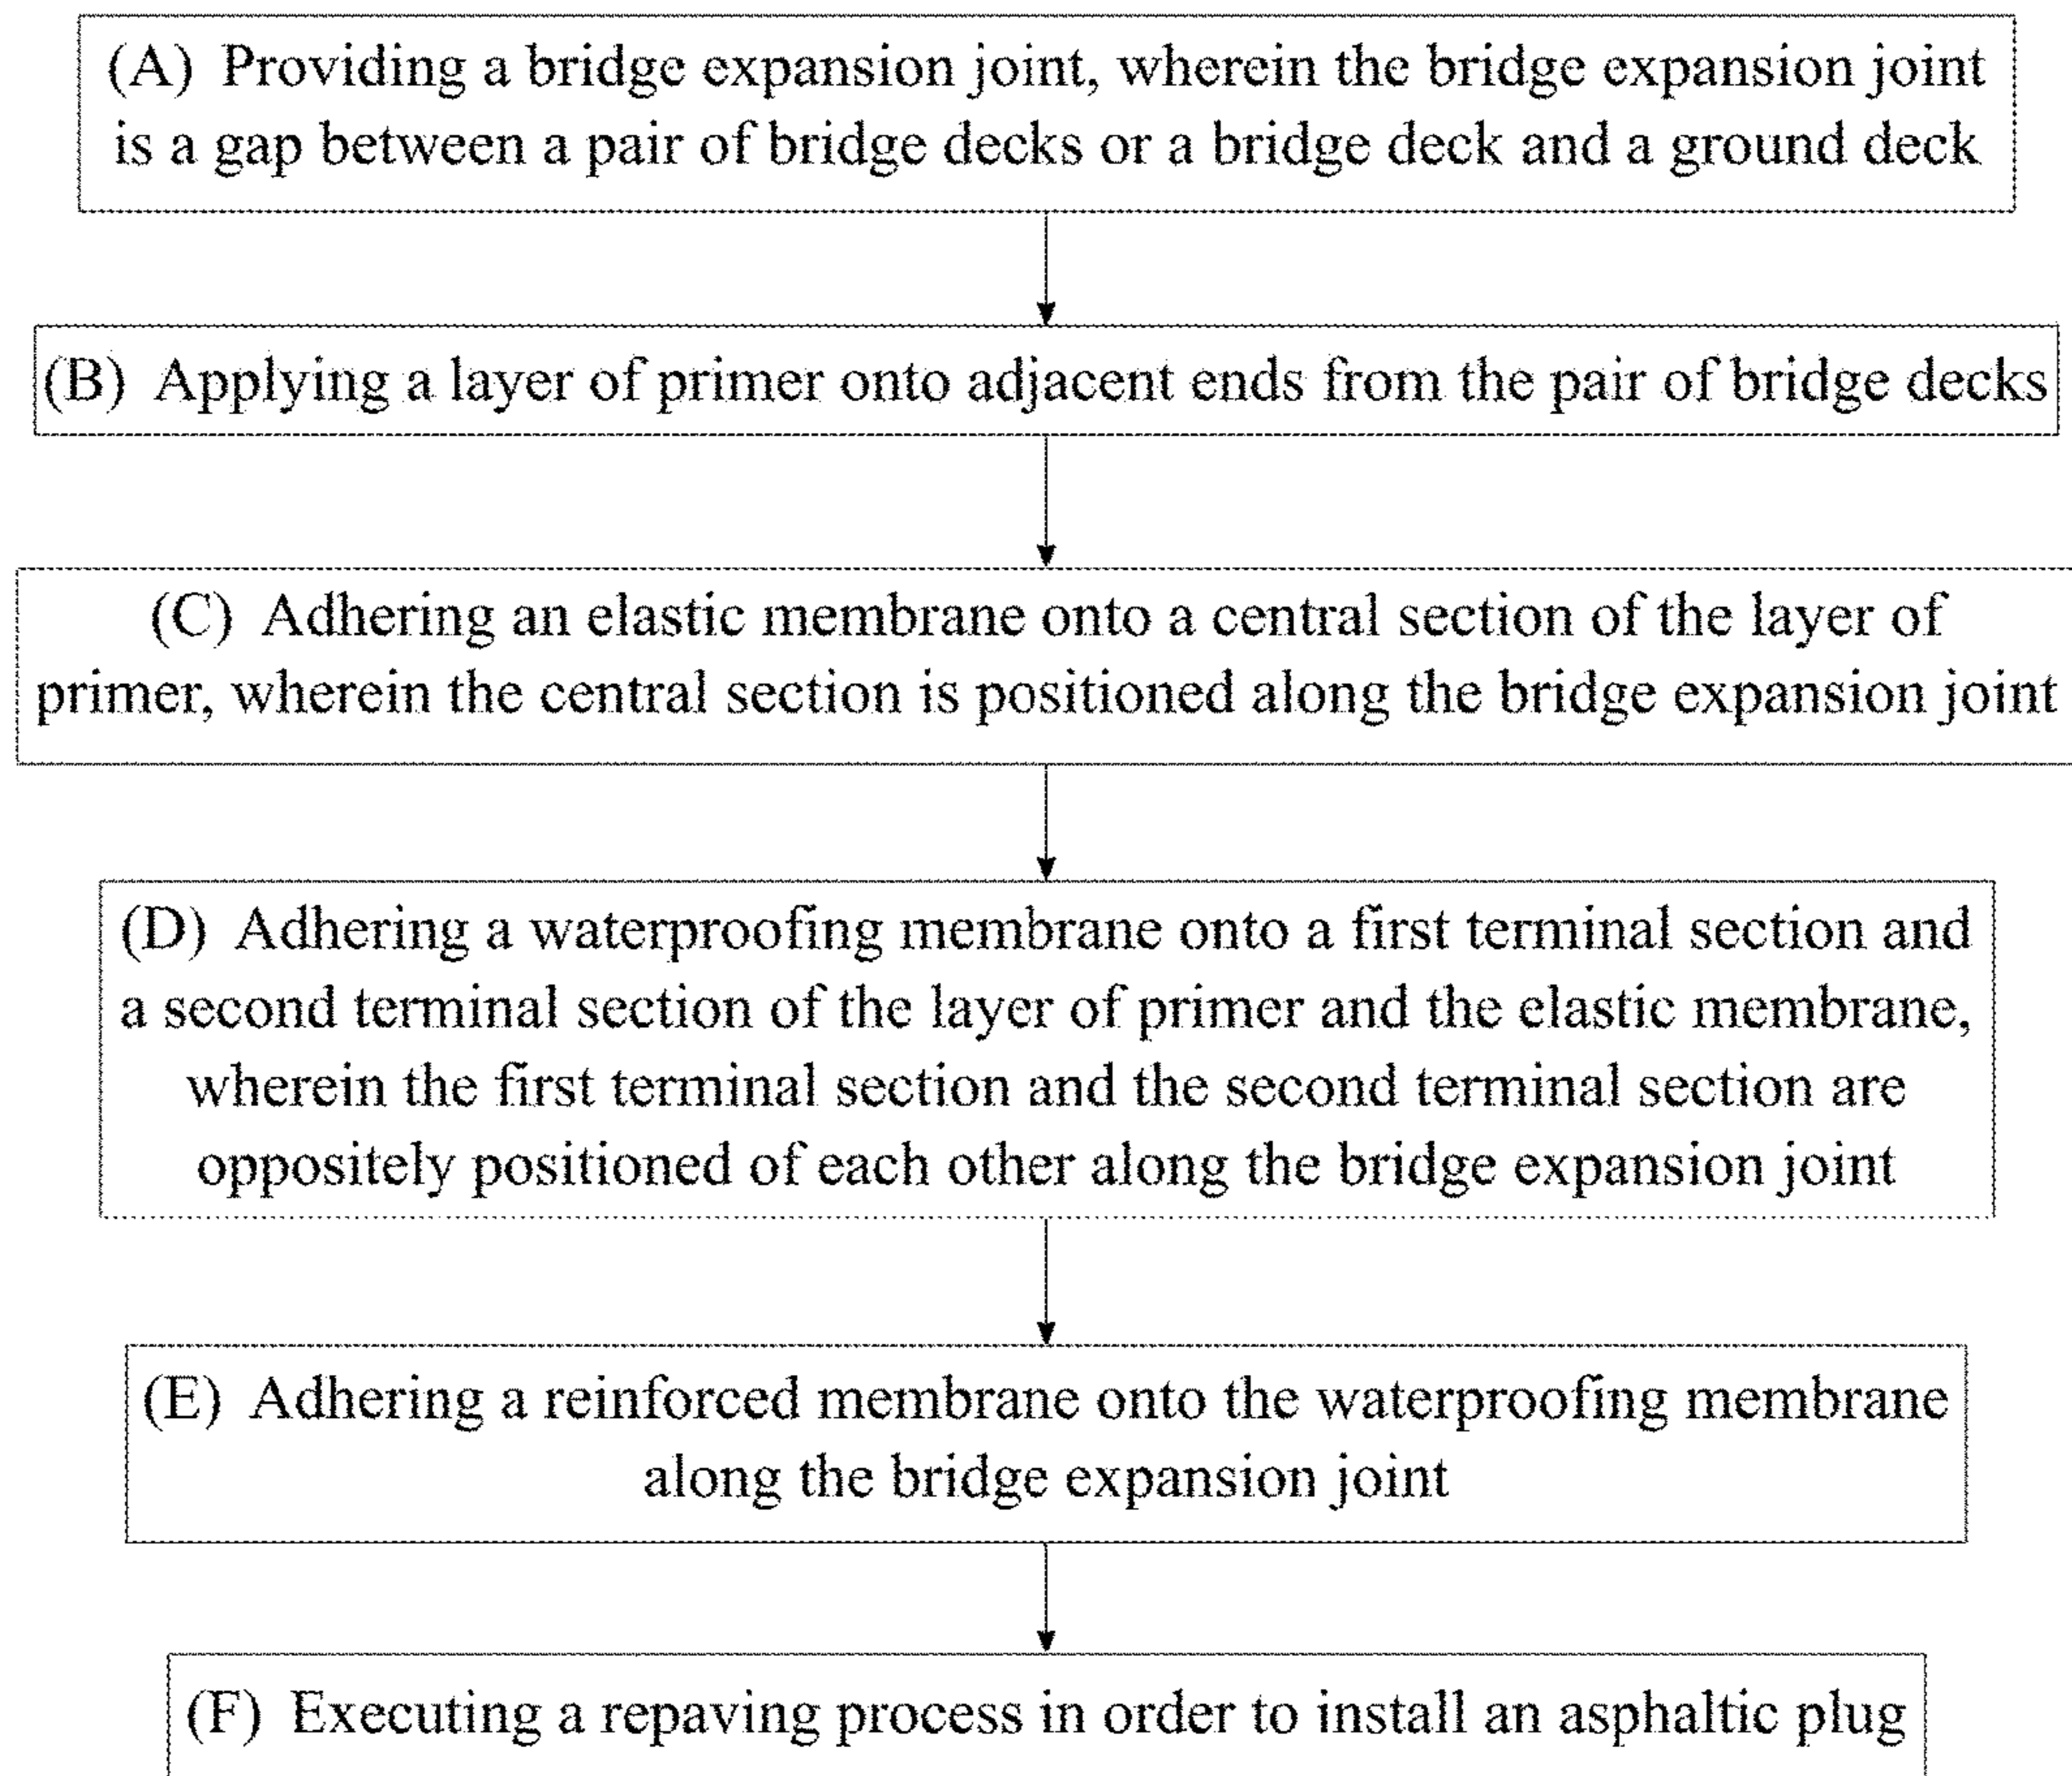 (A) Providing a bridge expansion joint, wherein the bridge expansion joint
is a gap between a pair of bridge decks or a bridge deck and a ground deck
(B) Applying a layer of primer onto adjacent ends from the pair of bridge decks
(C) Adhering an elastic membrane onto a central section of the layer of
primer, wherein the central section is positioned along the bridge expansion joint
(D) Adhering a waterproofing membrane onto a first terminal section and
a second terminal section of the layer of primer and the elastic membrane,
wherein the first terminal section and the second terminal section are
oppositely positioned of each other along the bridge expansion joint
(E) Adhering a reinforced membrane onto the waterproofing membrane
along the bridge expansion joint
(F) Executing a repaving process in order to install an asphaltic plug